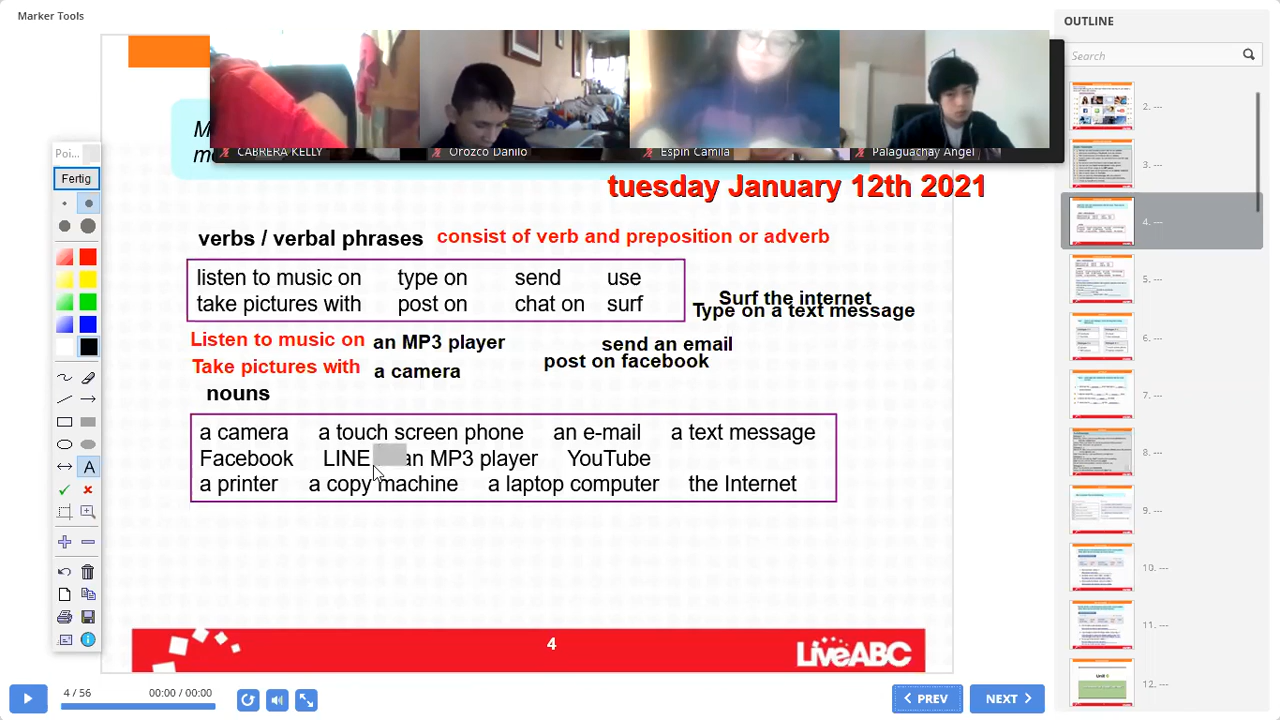 Marker Tools
OUTLINE
Search
CABRERA KELLY
Orozco Danilo
Espin Camila
Palaguachay Angel
Poi...
Fertig
tuesday January 12th 2021
verbs / verbal phrase
consist of verb and preposition or adverb
listen to music on type on send use
take pictures with post on chat on surf
Surf the internet
Type on a text message
Listen to music on an MP3 player
send an email
post on facebook
Take pictures with a camera
nouns
a camera a touch screen phone an e-mail a text message
Facebook LINE an MP3 player YouTube
a printer a copy machine a laptop computer the Internet
4
LiveABC
4 / 56
00:00 / 00:00
PREV
NEXT
2. ---
3. ---
4. ---
5. ---
6. ---
7. ---
8. ---
9. ---
10. ---
11. ---
12. ---